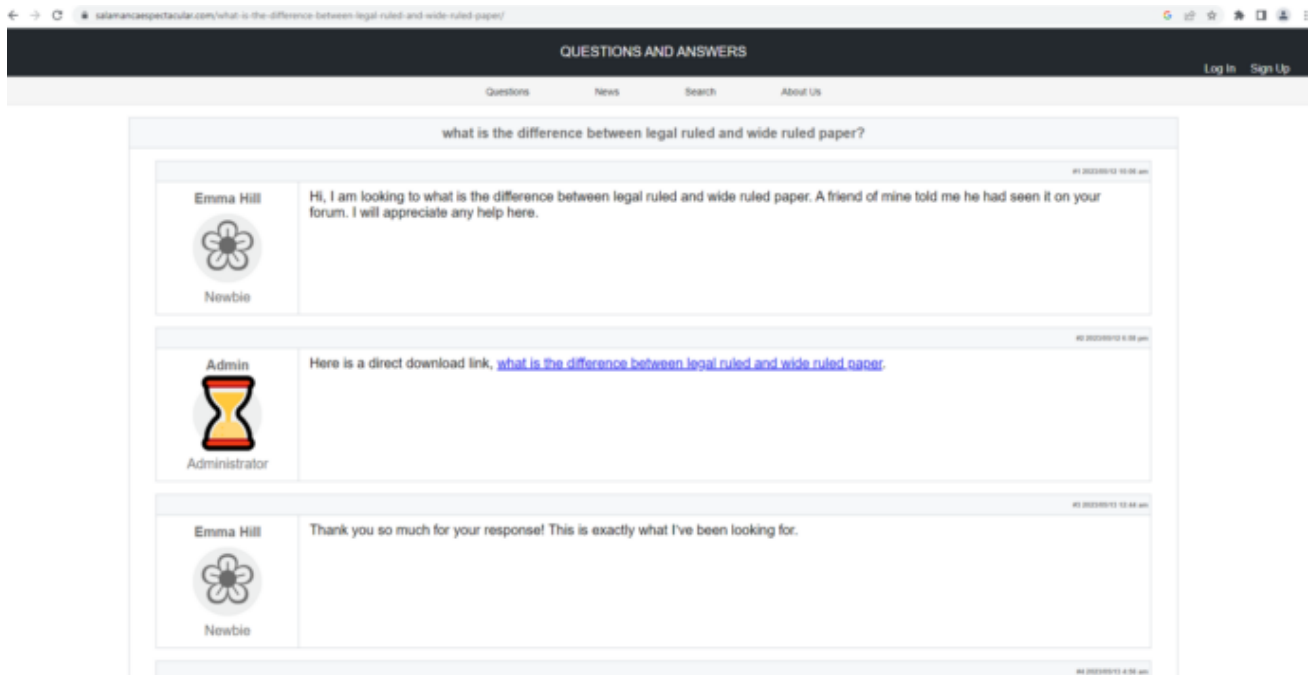 salamancaespectacular.com/what-is-the-difference-between-legal-ruled-and-wide-ruled-paper/
QUESTIONS AND ANSWERS
Log In Sign Up
Questions News Search About Us
what is the difference between legal ruled and wide ruled paper?
Emma Hill
Hi, I am looking to what is the difference between legal ruled and wide ruled paper. A friend of mine told me he had seen it on your
forum. I will appreciate any help here.
Newbie
Admin
Here is a direct download link, what is the difference between legal ruled and wide ruled paper.
Administrator
Emma Hill
Thank you so much for your response! This is exactly what I've been looking for.
Newbie